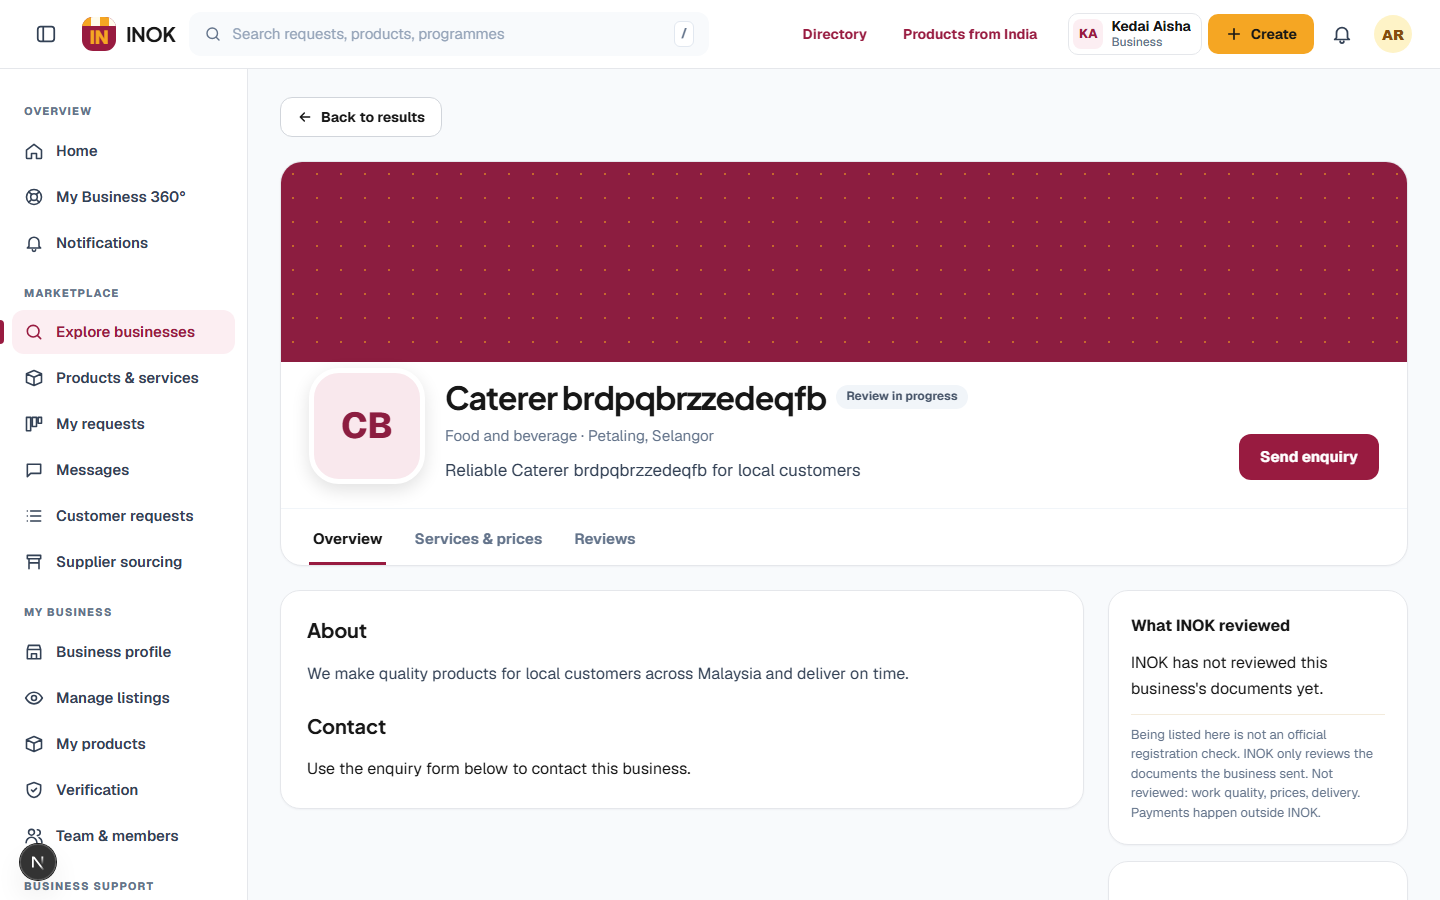 IN INOK
Search requests, products, programmes
/
Directory
Products from India
KA
Kedai Aisha
Business
Create
AR
OVERVIEW
Home
My Business 360°
Notifications
MARKETPLACE
Explore businesses
Products & services
My requests
Messages
Customer requests
Supplier sourcing
MY BUSINESS
Business profile
Manage listings
My products
Verification
Team & members
N
BUSINESS SUPPORT
Back to results
CB
Caterer brdpqbrzzedeqfb
Review in progress
Food and beverage · Petaling, Selangor
Reliable Caterer brdpqbrzzedeqfb for local customers
Send enquiry
Overview
Services & prices
Reviews
About
We make quality products for local customers across Malaysia and deliver on time.
Contact
Use the enquiry form below to contact this business.
What INOK reviewed
INOK has not reviewed this
business's documents yet.
Being listed here is not an official
registration check. INOK only reviews the
documents the business sent. Not
reviewed: work quality, prices, delivery.
Payments happen outside INOK.